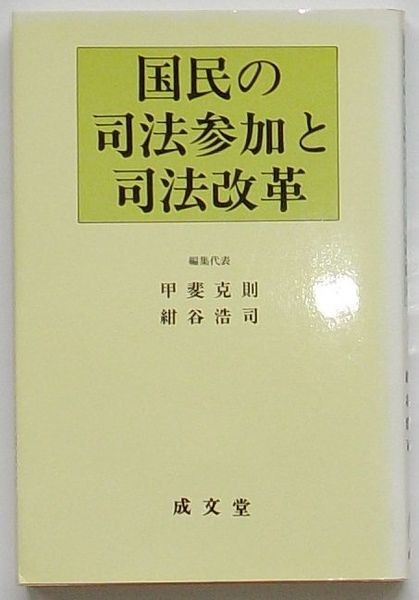 国民の
司法参加と
司法改革
編集代表
甲斐克則
紺谷浩司
成文堂